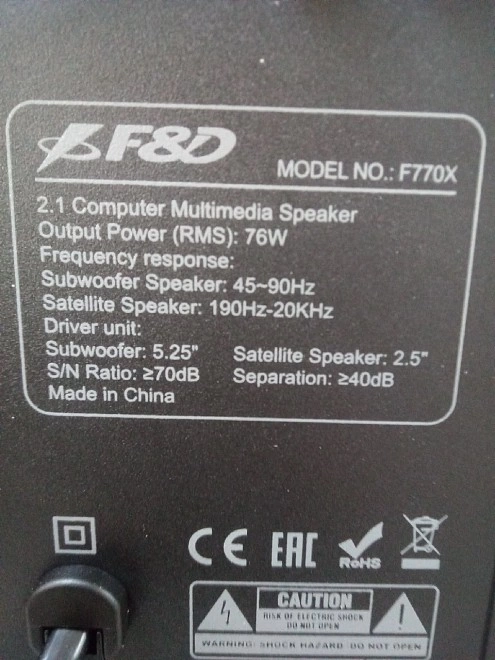 F&D
MODEL NO.: F770X
2.1 Computer Multimedia Speaker
Output Power (RMS): 76W
Frequency response:
Subwoofer Speaker: 45~90Hz
Satellite Speaker: 190Hz-20KHz
Driver unit:
Subwoofer: 5.25" Satellite Speaker: 2.5"
S/N Ratio: ≥70dB Separation: ≥40dB
Made in China
CE EAC RoHS
CAUTION
RISK OF ELECTRIC SHOCK
DO NOT OPEN
WARNING: SHOCK HAZARD-DO NOT OPEN